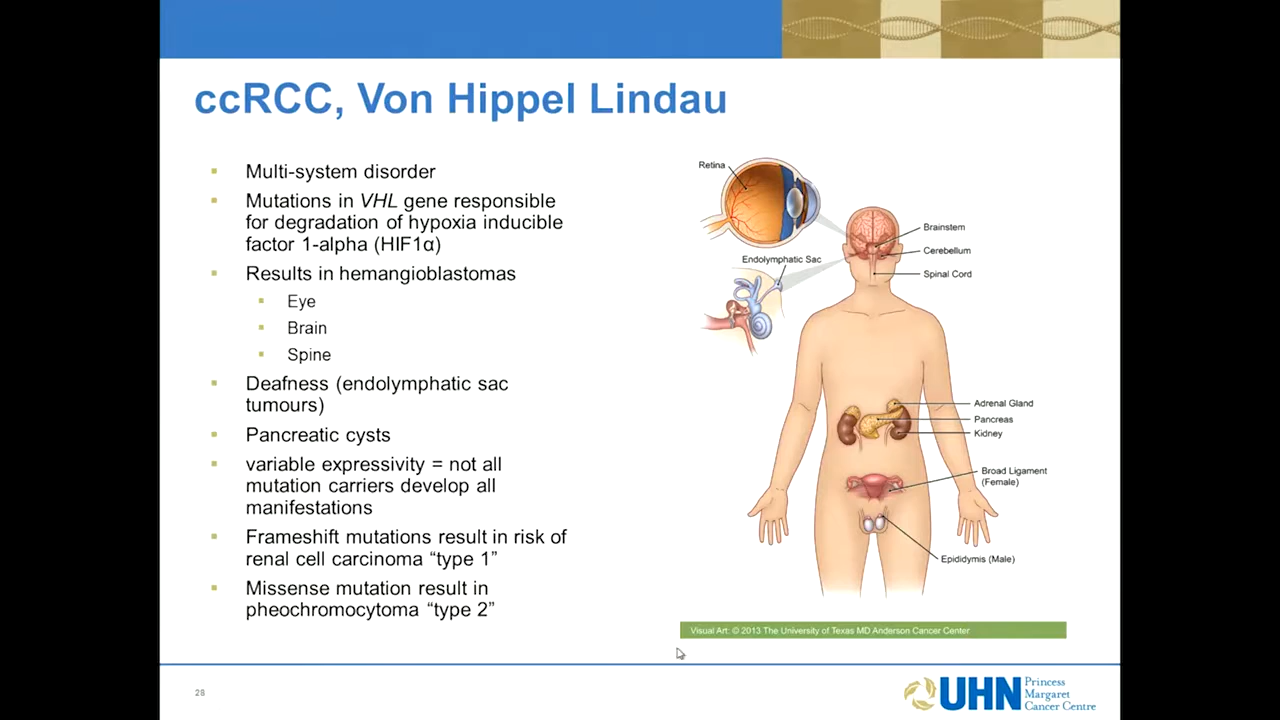 ccRCC, Von Hippel Lindau
Multi-system disorder
Mutations in VHL gene responsible
for degradation of hypoxia inducible
factor 1-alpha (HIF1α)
Results in hemangioblastomas
Eye
Brain
Spine
Deafness (endolymphatic sac
tumours)
Pancreatic cysts
variable expressivity = not all
mutation carriers develop all
manifestations
Frameshift mutations result in risk of
renal cell carcinoma “type 1”
Missense mutation result in
pheochromocytoma “type 2”
Retina
Endolymphatic Sac
Brainstem
Cerebellum
Spinal Cord
Adrenal Gland
Pancreas
Kidney
Broad Ligament
(Female)
Epididymis (Male)
Visual Art: © 2013 The University of Texas MD Anderson Cancer Center
28
UHN
Princess
Margaret
Cancer Centre